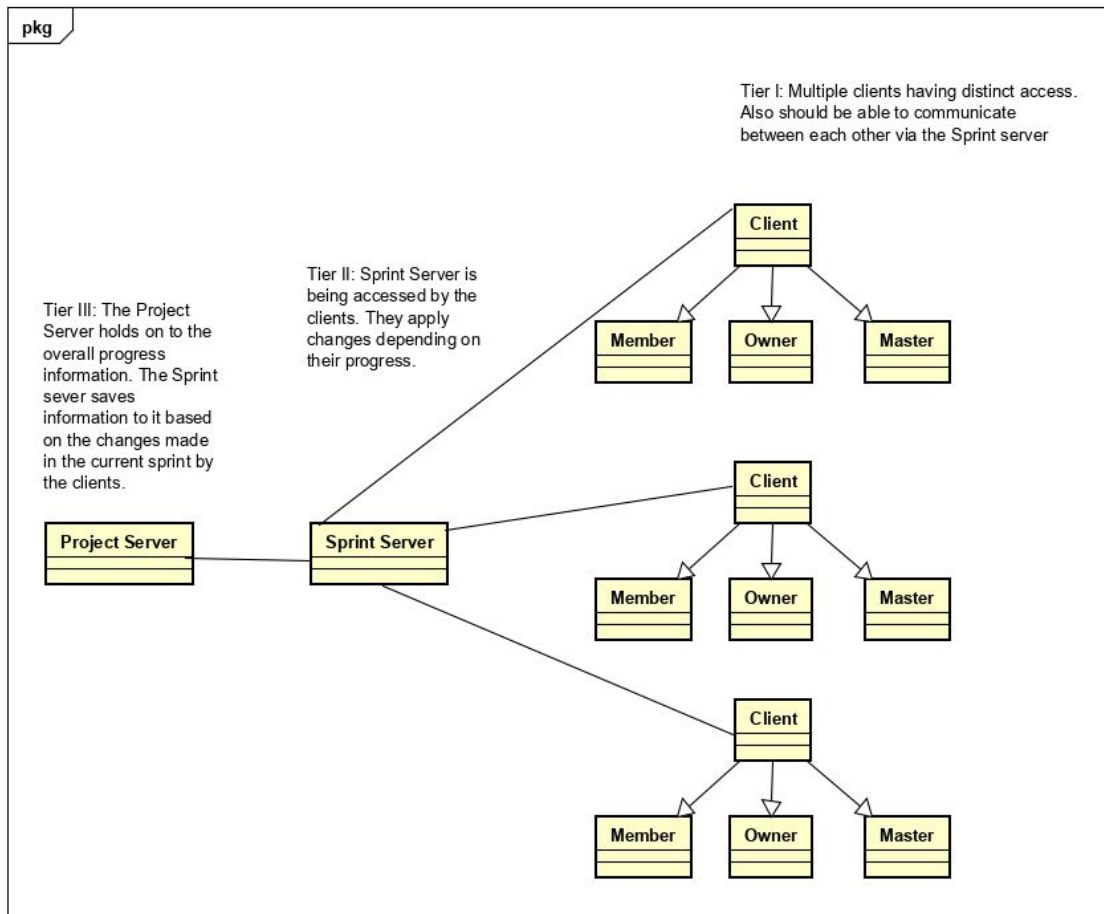 pkg
Tier I: Multiple clients having distinct access.
Also should be able to communicate
between each other via the Sprint server
Client
Tier II: Sprint Server is
being accessed by the
clients. They apply
changes depending on
their progress.
Tier III: The Project
Server holds on to the
overall progress
information. The Sprint
sever saves
information to it based
on the changes made
in the current sprint by
the clients.
Member
Owner
Master
Client
Project Server
Sprint Server
Member
Owner
Master
Client
Member
Owner
Master